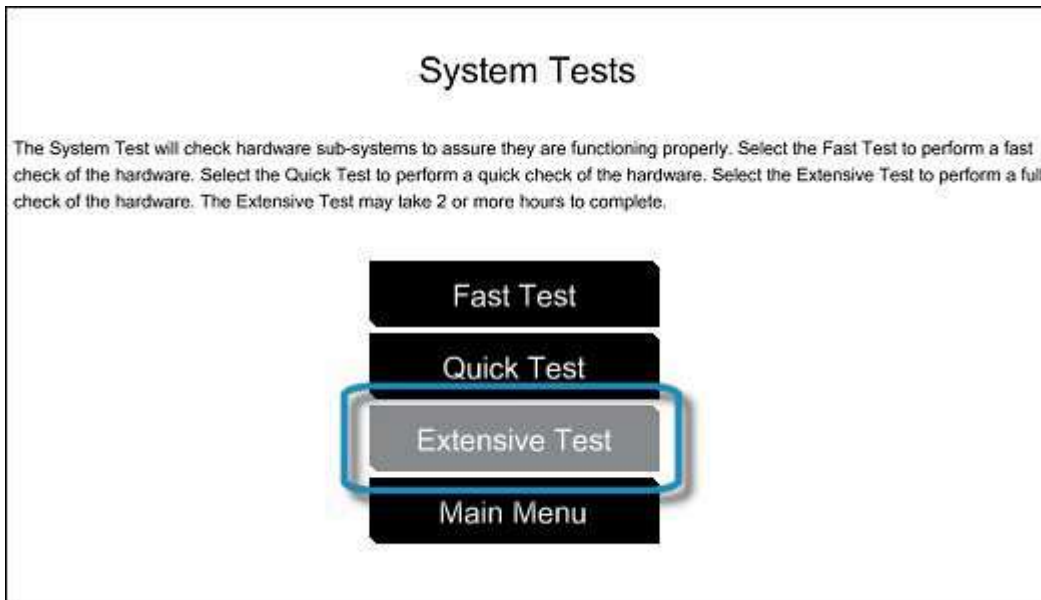 System Tests
The System Test will check hardware sub-systems to assure they are functioning properly. Select the Fast Test to perform a fast
check of the hardware. Select the Quick Test to perform a quick check of the hardware. Select the Extensive Test to perform a full
check of the hardware. The Extensive Test may take 2 or more hours to complete.
Fast Test
Quick Test
Extensive Test
Main Menu